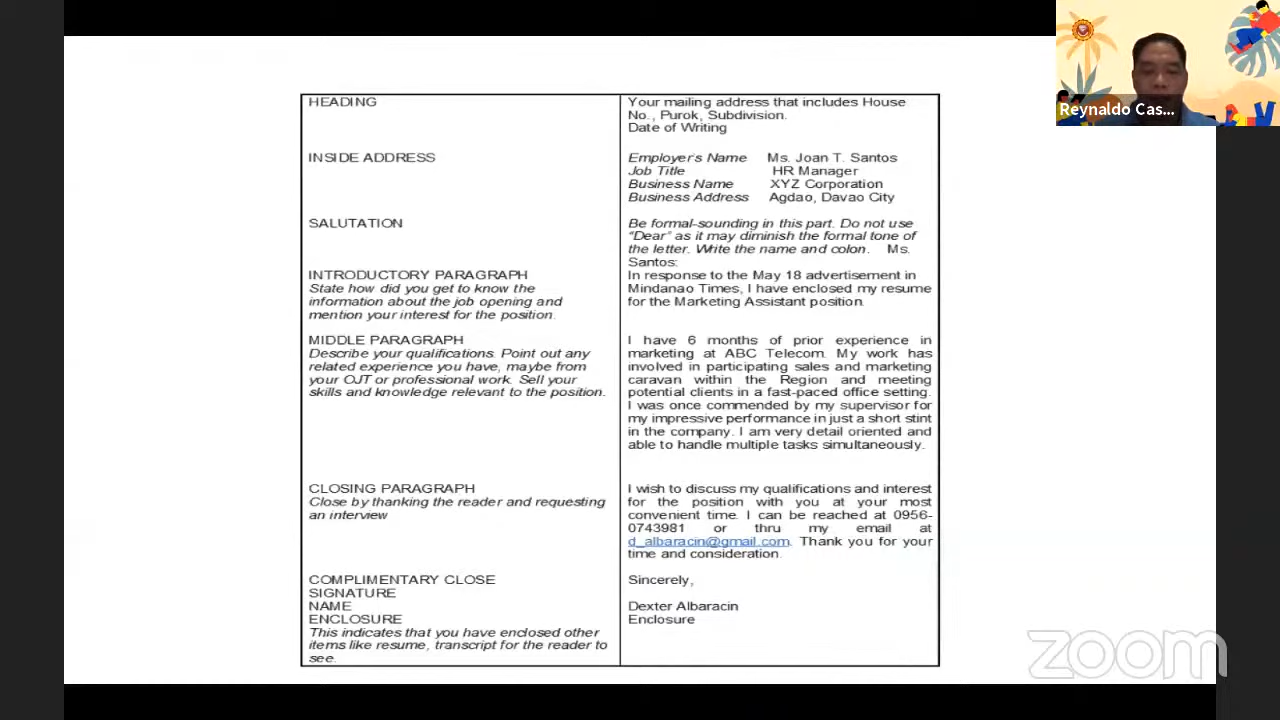 HEADING
Your mailing address that includes House
No., Purok, Subdivision.
Date of Writing
INSIDE ADDRESS
Employer's Name Ms. Joan T. Santos
Job Title HR Manager
Business Name XYZ Corporation
Business Address Agdao, Davao City
SALUTATION
Be formal-sounding in this part. Do not use
"Dear" as it may diminish the formal tone of
the letter. Write the name and colon. Ms.
Santos:
INTRODUCTORY PARAGRAPH
State how did you get to know the
information about the job opening and
mention your interest for the position.
In response to the May 18 advertisement in
Mindanao Times, I have enclosed my resume
for the Marketing Assistant position.
MIDDLE PARAGRAPH
Describe your qualifications. Point out any
related experience you have, maybe from
your OJT or professional work. Sell your
skills and knowledge relevant to the position.
I have 6 months of prior experience in
marketing at ABC Telecom. My work has
involved in participating sales and marketing
caravan within the Region and meeting
potential clients in a fast-paced office setting.
I was once commended by my supervisor for
my impressive performance in just a short stint
in the company. I am very detail oriented and
able to handle multiple tasks simultaneously.
CLOSING PARAGRAPH
Close by thanking the reader and requesting
an interview
I wish to discuss my qualifications and interest
for the position with you at your most
convenient time. I can be reached at 0956-
0743981 or thru my email at
d_albaracin@gmail.com. Thank you for your
time and consideration.
COMPLIMENTARY CLOSE
SIGNATURE
NAME
ENCLOSURE
This indicates that you have enclosed other
items like resume, transcript for the reader to
see.
Sincerely,
Dexter Albaracin
Enclosure
Reynaldo Cas...
zoom